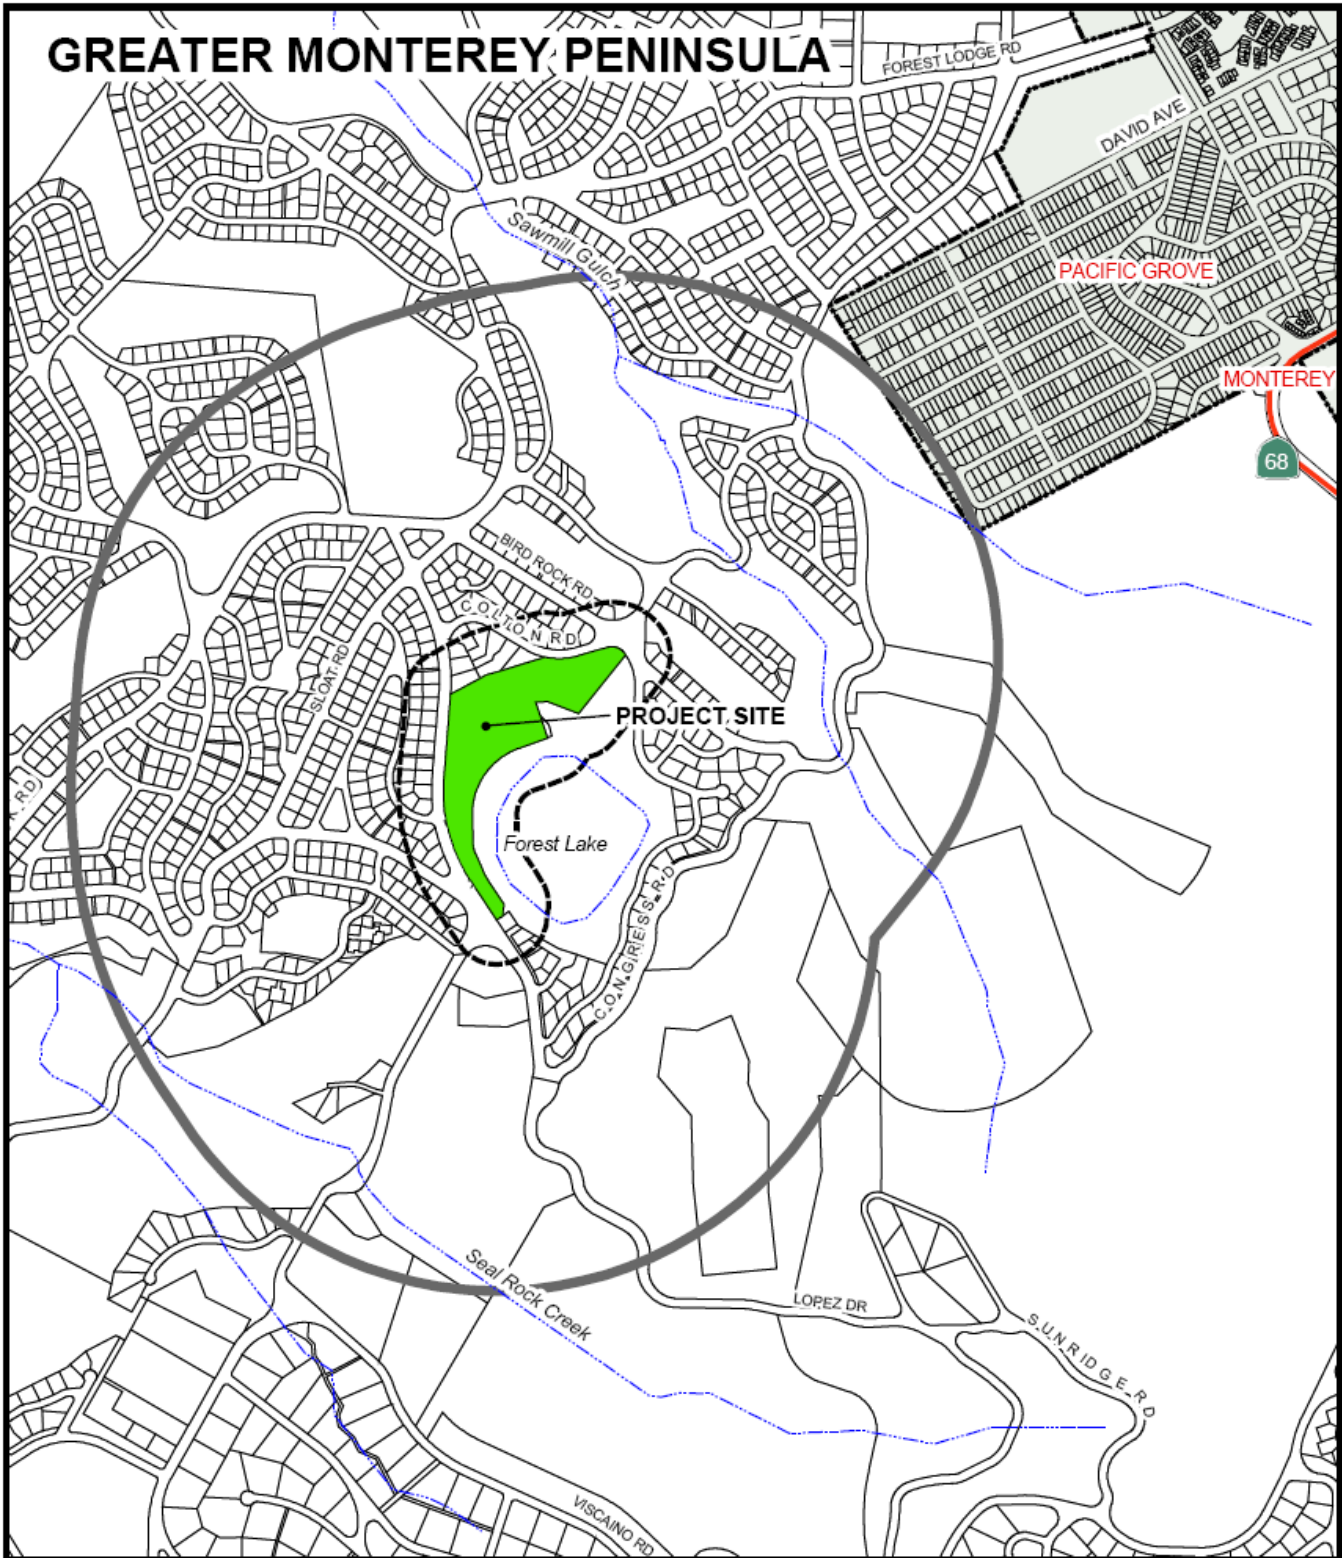 GREATER MONTEREY PENINSULA
FOREST LODGE RD
DAVID AVE
Sawmill Gulch
PACIFIC GROVE
MONTEREY
68
BIRD ROCK RD
COLTON RD
SLOAT RD
PROJECT SITE
K RD
Forest Lake
CONGRESS RD
Seal Rock Creek
LOPEZ DR
SUNRIDGE RD
VISCAINO RD